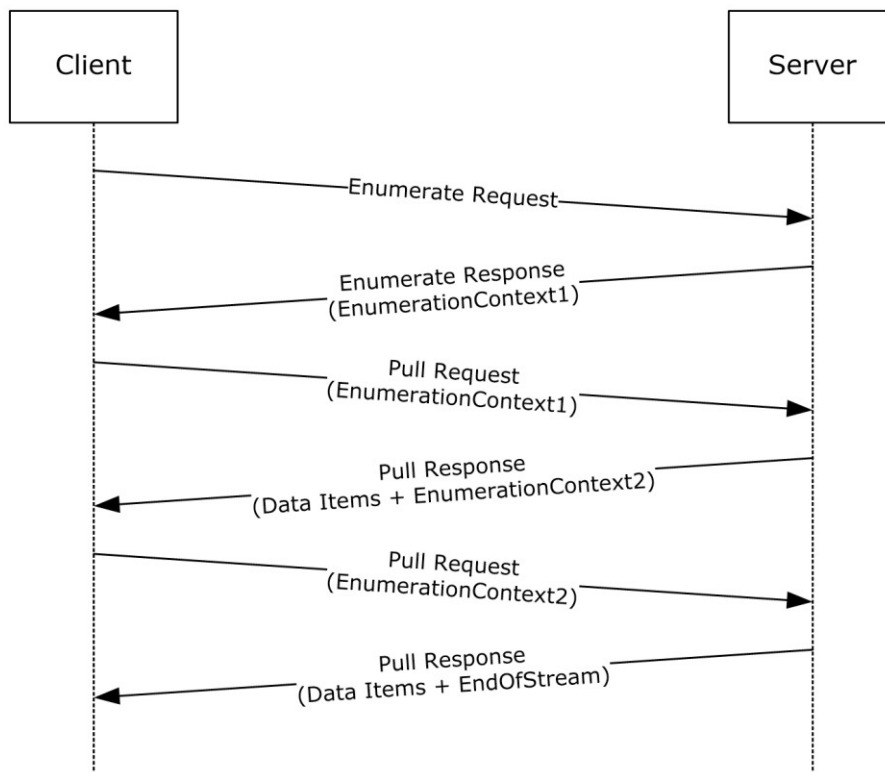 Client
Server
Enumerate Request
Enumerate Response
(EnumerationContext1)
Pull Request
(EnumerationContext1)
Pull Response
(Data Items + EnumerationContext2)
Pull Request
(EnumerationContext2)
Pull Response
(Data Items + EndOfStream)